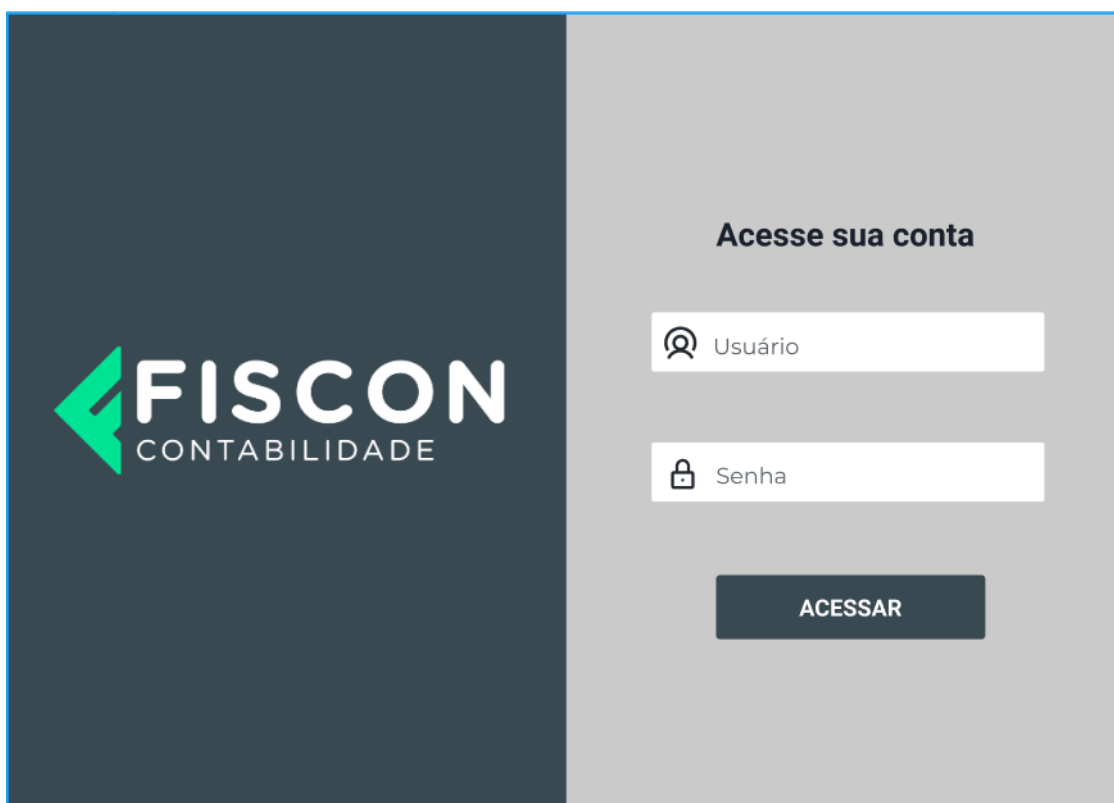 FISCON
CONTABILIDADE
Acesse sua conta
Usuário
Senha
ACESSAR